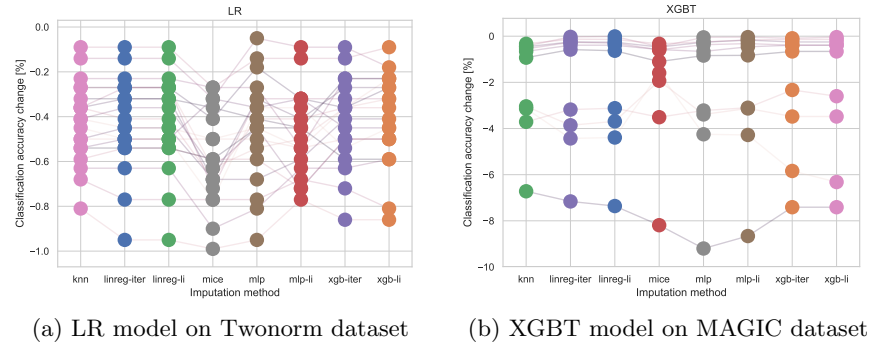 LR
Classification accuracy change [%]
0.0
−0.2
−0.4
−0.6
−0.8
−1.0
knn linreg-iter linreg-li mice mlp mlp-li xgb-iter xgb-li
Imputation method
(a) LR model on Twonorm dataset
XGBT
Classification accuracy change [%]
0
−2
−4
−6
−8
−10
knn linreg-iter linreg-li mice mlp mlp-li xgb-iter xgb-li
Imputation method
(b) XGBT model on MAGIC dataset